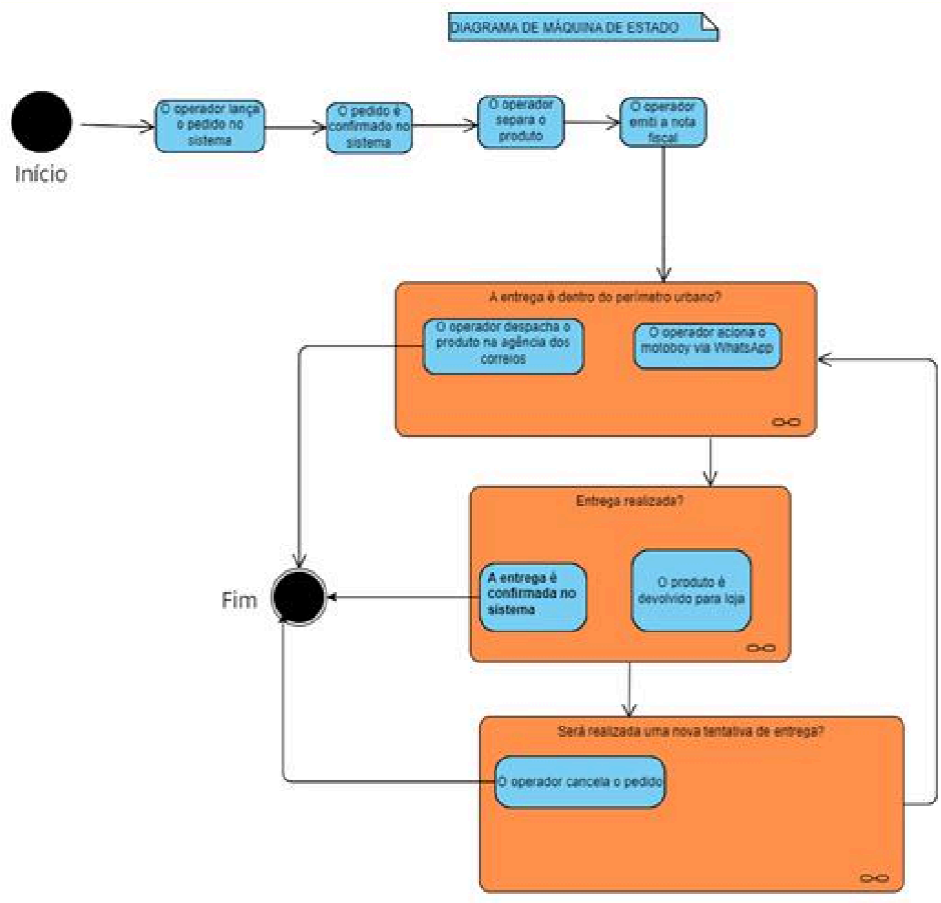 DIAGRAMA DE MÁQUINA DE ESTADO
O operador lança
o pedido no
sistema
O pedido é
confirmado no
sistema
O operador
separa o
produto
O operador
emiti a nota
fiscal
Início
A entrega é dentro do perímetro urbano?
O operador despacha o
produto na agência dos
correios
O operador aciona o
motoboy via WhatsApp
Entrega realizada?
A entrega é
confirmada no
sistema
O produto é
devolvido para loja
Fim
Será realizada uma nova tentativa de entrega?
O operador cancela o pedido